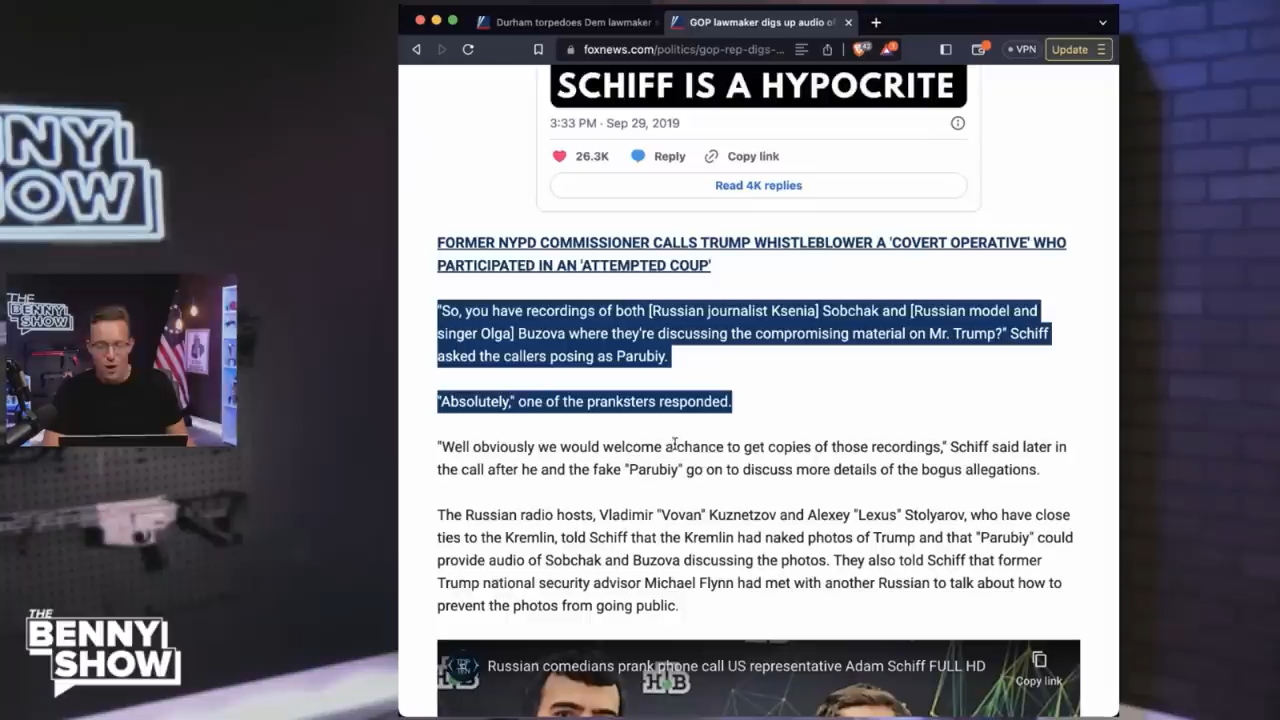 NNY
OW
THE
BENNY
SHOW
THE
BENNY
SHOW
Durham torpedoes Dem lawmaker
GOP lawmaker digs up audio of
foxnews.com/politics/gop-rep-digs-...
VPN
Update
SCHIFF IS A HYPOCRITE
3:33 PM · Sep 29, 2019
26.3K
Reply
Copy link
Read 4K replies
FORMER NYPD COMMISSIONER CALLS TRUMP WHISTLEBLOWER A 'COVERT OPERATIVE' WHO
PARTICIPATED IN AN 'ATTEMPTED COUP'
"So, you have recordings of both [Russian journalist Ksenia] Sobchak and [Russian model and
singer Olga] Buzova where they're discussing the compromising material on Mr. Trump?" Schiff
asked the callers posing as Parubiy.
"Absolutely," one of the pranksters responded.
"Well obviously we would welcome a chance to get copies of those recordings," Schiff said later in
the call after he and the fake "Parubiy" go on to discuss more details of the bogus allegations.
The Russian radio hosts, Vladimir "Vovan" Kuznetzov and Alexey "Lexus" Stolyarov, who have close
ties to the Kremlin, told Schiff that the Kremlin had naked photos of Trump and that "Parubiy" could
provide audio of Sobchak and Buzova discussing the photos. They also told Schiff that former
Trump national security advisor Michael Flynn had met with another Russian to talk about how to
prevent the photos from going public.
Russian comedians prank phone call US representative Adam Schiff FULL HD
Copy link
НТВ